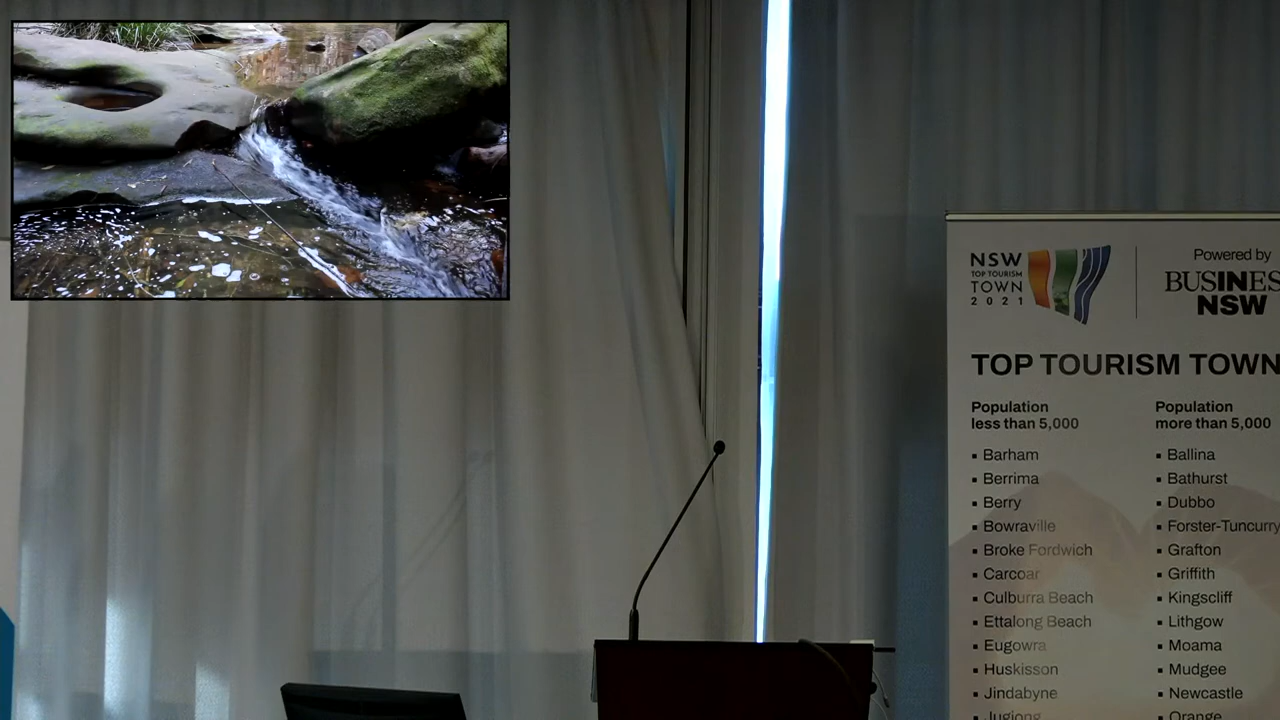 NSW
TOP TOURISM
TOWN
2021
Powered by
BUSINES
NSW
TOP TOURISM TOWN
Population
less than 5,000
▪ Barham
▪ Berrima
▪ Berry
▪ Bowraville
▪ Broke Fordwich
▪ Carcoar
▪ Culburra Beach
▪ Ettalong Beach
▪ Eugowra
▪ Huskisson
▪ Jindabyne
▪ Jugiong
Population
more than 5,000
▪ Ballina
▪ Bathurst
▪ Dubbo
▪ Forster-Tuncurry
▪ Grafton
▪ Griffith
▪ Kingscliff
▪ Lithgow
▪ Moama
▪ Mudgee
▪ Newcastle
▪ Orange